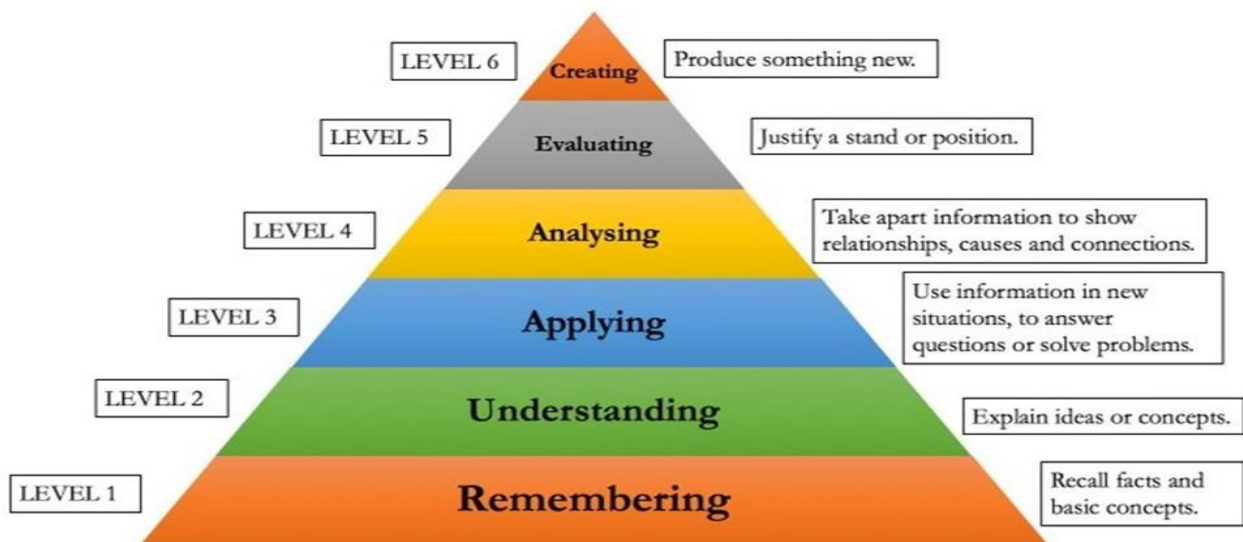 LEVEL 6
Creating
Produce something new.
LEVEL 5
Evaluating
Justify a stand or position.
LEVEL 4
Analysing
Take apart information to show
relationships, causes and connections.
LEVEL 3
Applying
Use information in new
situations, to answer
questions or solve problems.
LEVEL 2
Understanding
Explain ideas or concepts.
LEVEL 1
Remembering
Recall facts and
basic concepts.